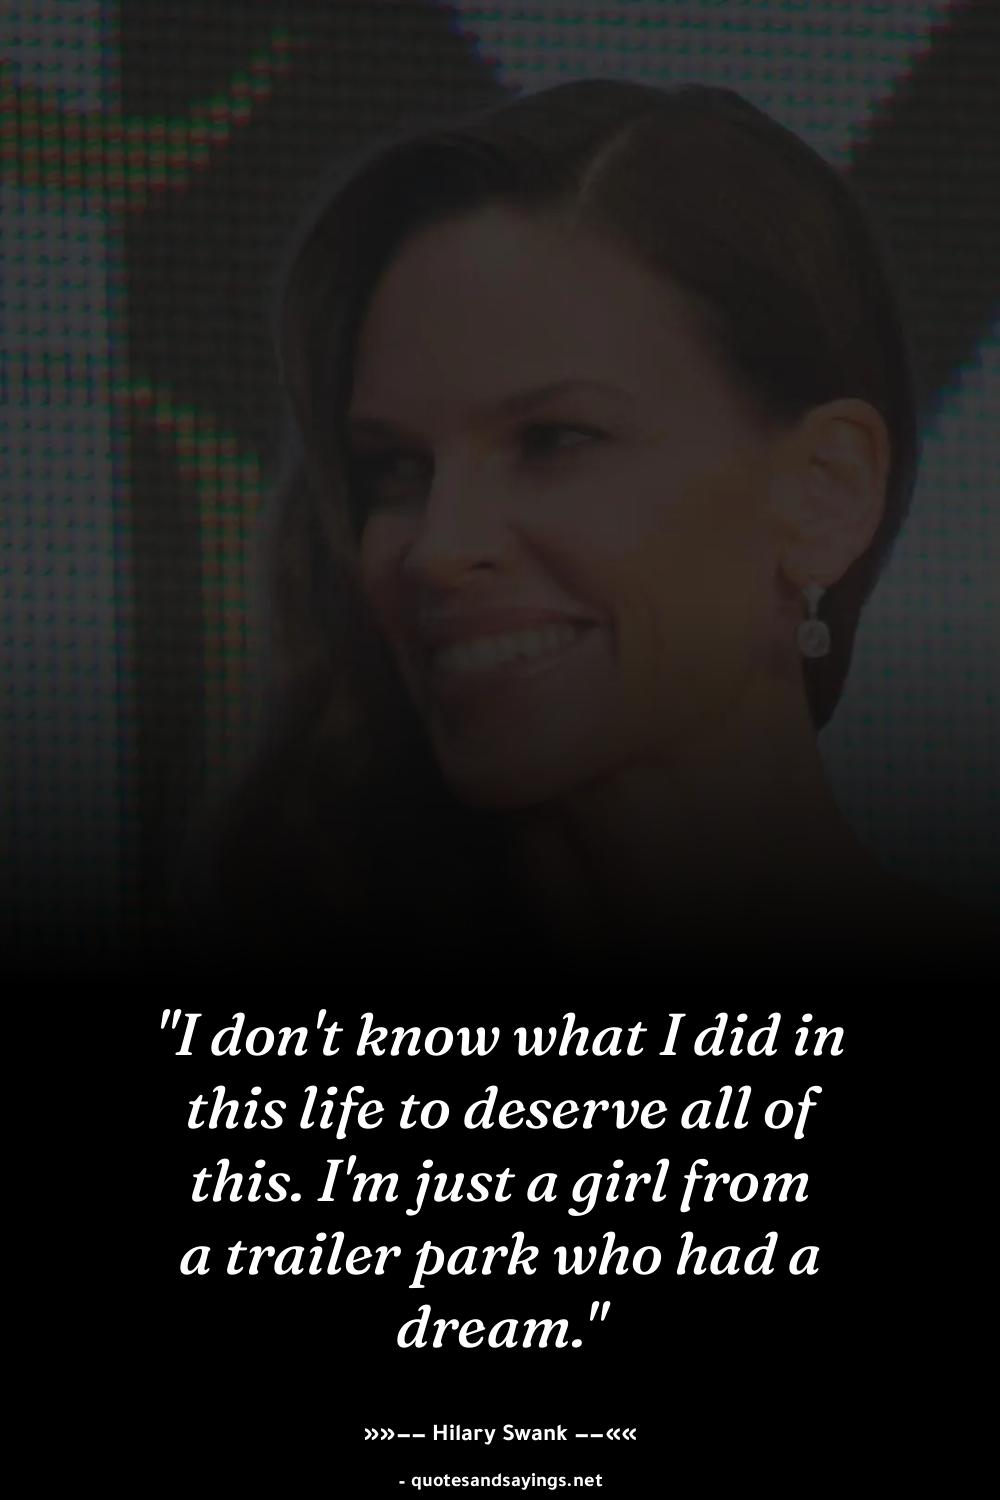 "I don't know what I did in
this life to deserve all of
this. I'm just a girl from
a trailer park who had a
dream."
»»−− Hilary Swank −−««
- quotesandsayings.net